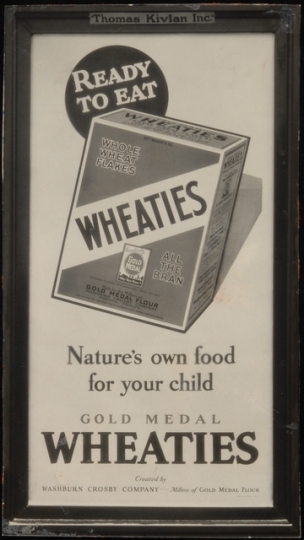 Thomas Kivlan Inc.
READY
TO EAT
WHEATIES
WHOLE
WHEAT
FLAKES
WHEATIES
ALL
THE
BRAN
GOLD MEDAL FLOUR
Nature's own food
for your child
GOLD MEDAL
WHEATIES
Created by
WASHBURN CROSBY COMPANY Millers of GOLD MEDAL FLOUR